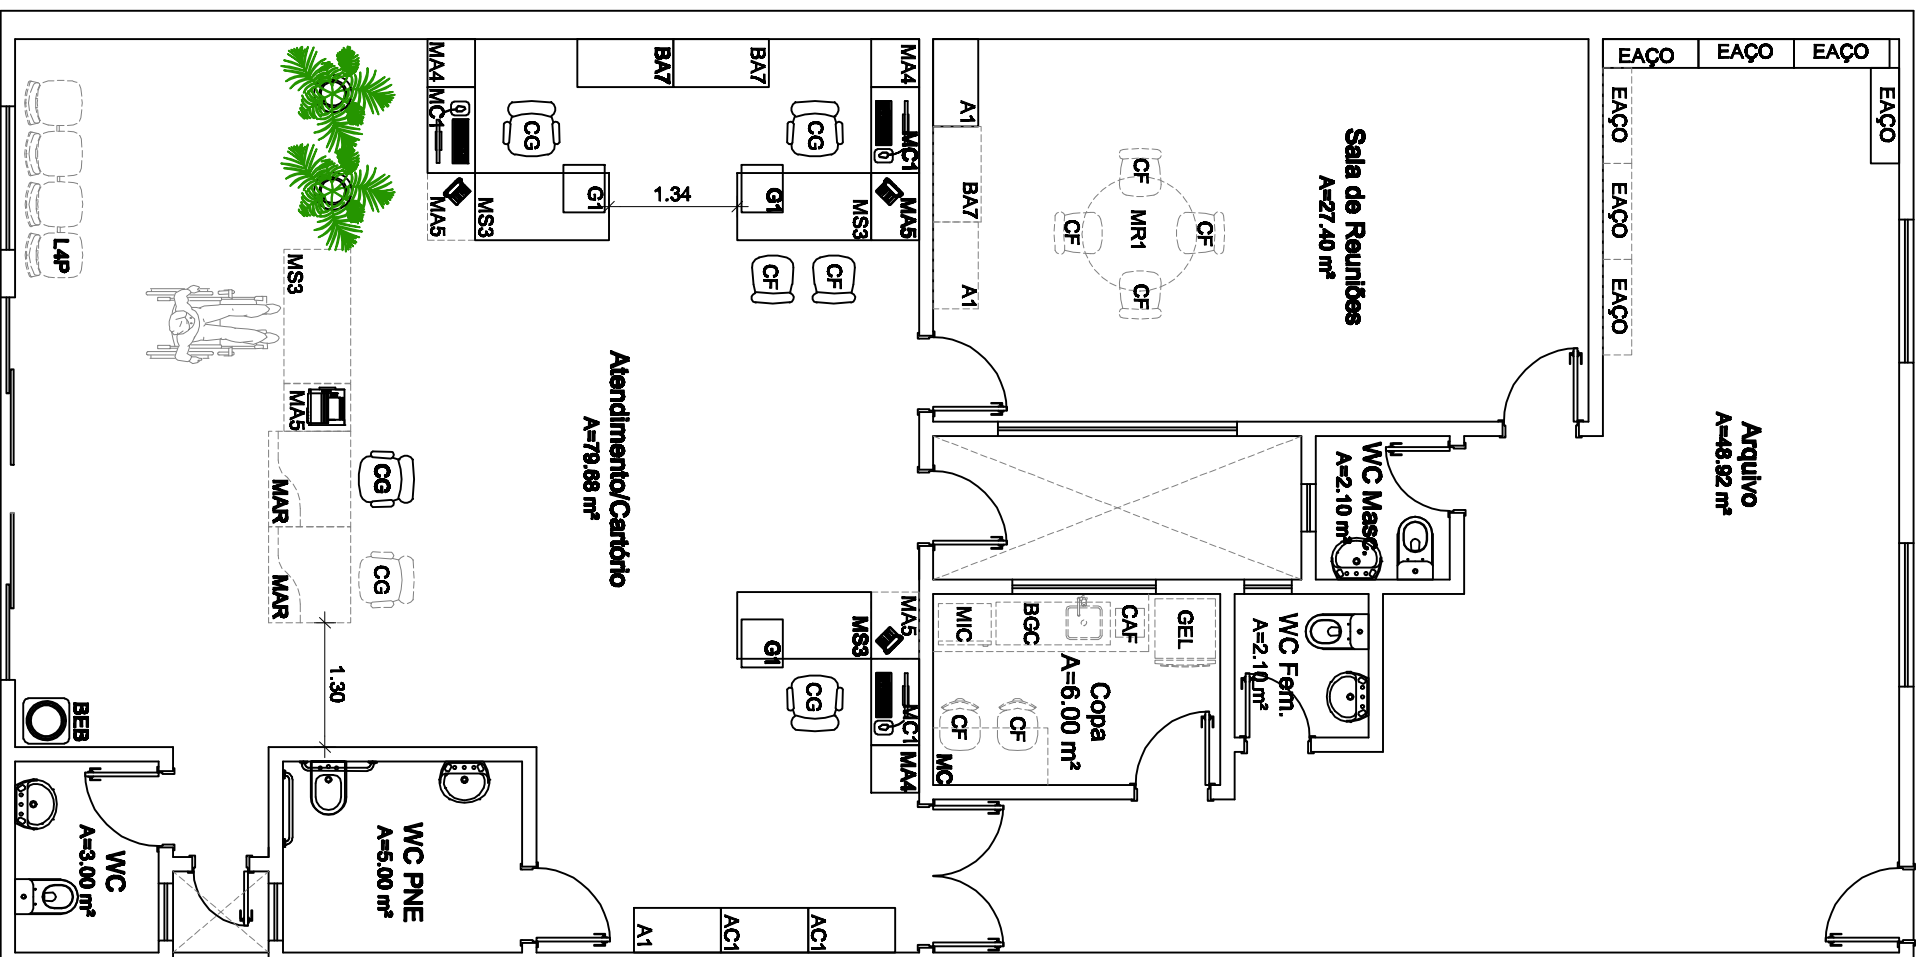 MA4
BA7
BA7
MA4
EAÇO
EAÇO
EAÇO
MC1
CG
CG
MC1
A1
EAÇO
EAÇO
L4P
MA5
MS3
G1
1.34
G1
MS3
MA5
BA7
CF
CF
MR1
CF
CF
Sala de Reuniões
A=27.40 m²
EAÇO
EAÇO
MS3
CF
CF
A1
MA5
Atendimento/Cartório
A=79.68 m²
Arquivo
A=48.92 m²
CG
MAR
WC Masc.
A=2.10 m²
CG
MAR
MA5
MS3
G1
MIC
BGC
CAF
GEL
WC Fem.
A=2.10 m²
1.30
BEB
CG
MC1
MA4
CF
CF
Copa
A=6.00 m²
MC
WC
A=3.00 m²
WC PNE
A=5.00 m²
A1
AC1
AC1